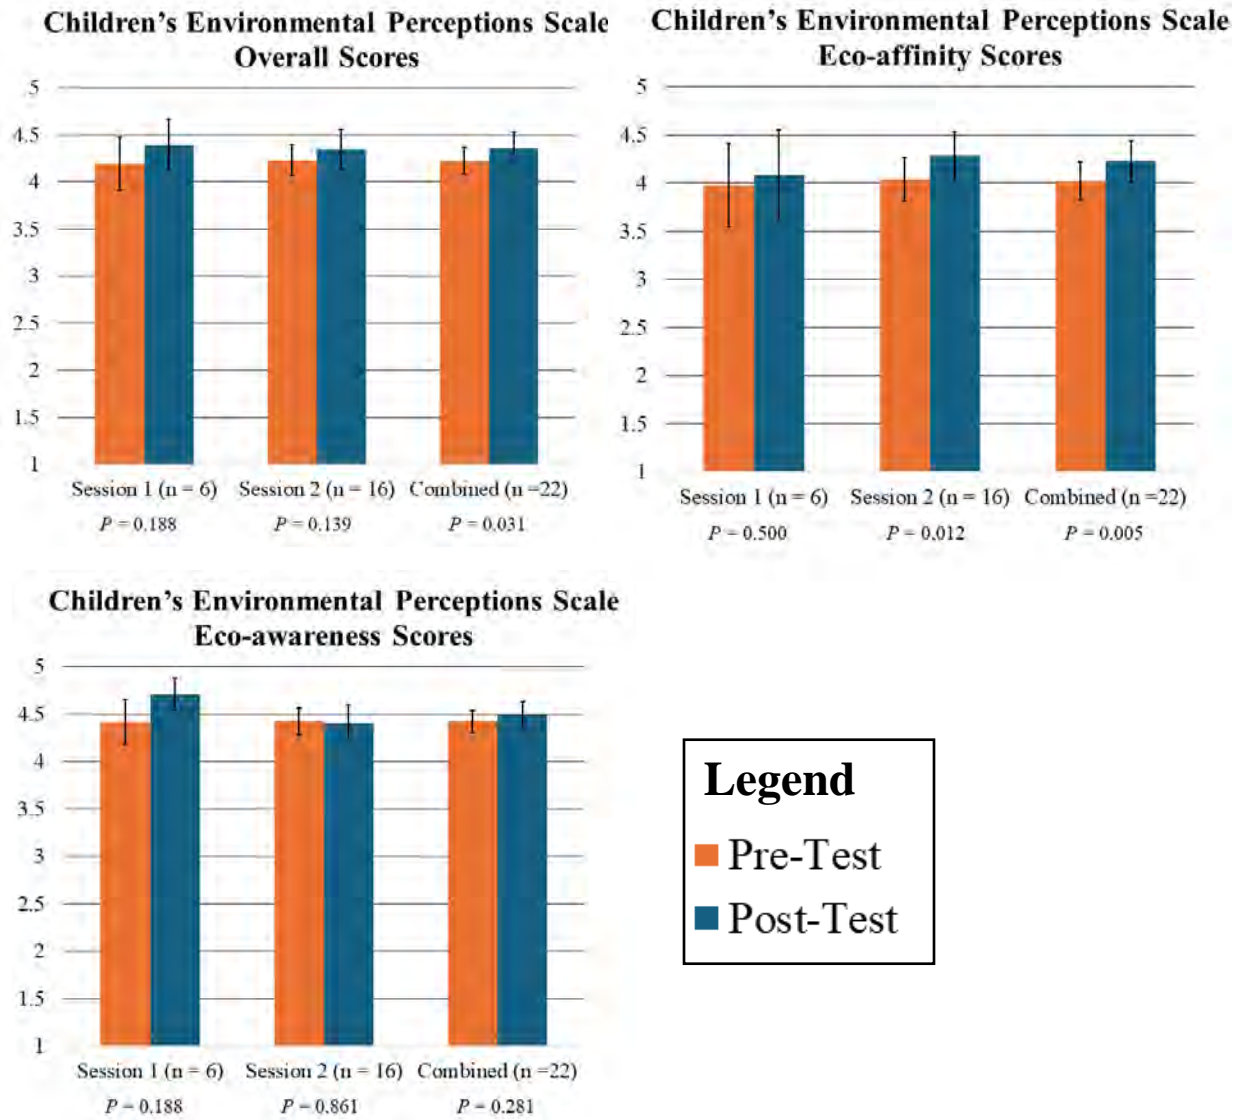 Children's Environmental Perceptions Scale
Overall Scores
5
4.5
4
3.5
3
2.5
2
1.5
1
Session 1 (n = 6) Session 2 (n = 16) Combined (n =22)
P = 0.188 P = 0.139 P = 0.031
Children's Environmental Perceptions Scale
Eco-affinity Scores
5
4.5
4
3.5
3
2.5
2
1.5
1
Session 1 (n = 6) Session 2 (n = 16) Combined (n =22)
P = 0.500 P = 0.012 P = 0.005
Children's Environmental Perceptions Scale
Eco-awareness Scores
5
4.5
4
3.5
3
2.5
2
1.5
1
Session 1 (n = 6) Session 2 (n = 16) Combined (n =22)
P = 0.188 P = 0.861 P = 0.281
Legend
Pre-Test
Post-Test